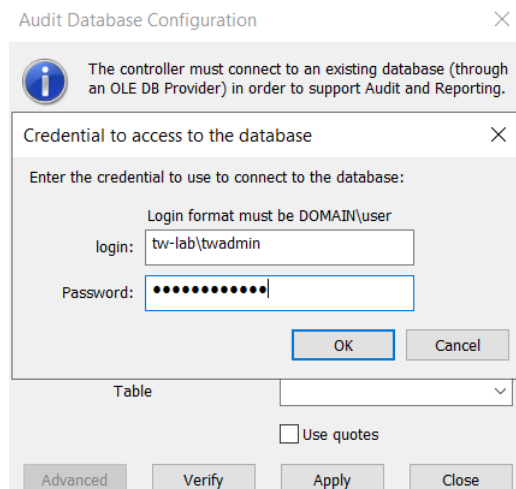 Audit Database Configuration
The controller must connect to an existing database (through
an OLE DB Provider) in order to support Audit and Reporting.
Credential to access to the database
Enter the credential to use to connect to the database:
Login format must be DOMAIN\user
login: tw-lab\twadmin
Password: ●●●●●●●●●●●●
OK Cancel
Table
Use quotes
Advanced Verify Apply Close